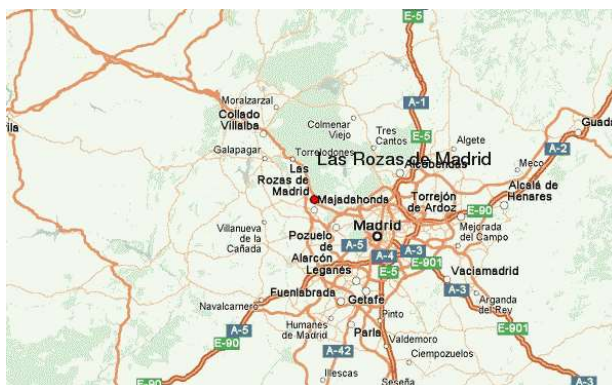 E-5
A-1
Moralzarzal
Collado
Villalba
Colmenar
Viejo
E-5
Tres
Cantos
Algete
Guada
A-2
ila
Galapagar
Torrelodones
Las Rozas de Madrid
Alcobendas
Meco
Las
Rozas de
Madrid
Majadahonda
Torrejón
de Ardoz
Alcalá de
Henares
E-90
Villanueva
de la
Cañada
Madrid
Mejorada
del Campo
Pozuelo
de
Alarcón
A-5
A-3
A-4
E-901
Leganés
E-5
Vaciamadrid
A-3
Fuenlabrada
Getafe
Arganda
del Rey
Navalcarnero
Humanes
de Madrid
Pinto
E-901
A-5
E-90
Parla
Valdemoro
A-42
Ciempozuelos
Illescas
Seseña
E-90